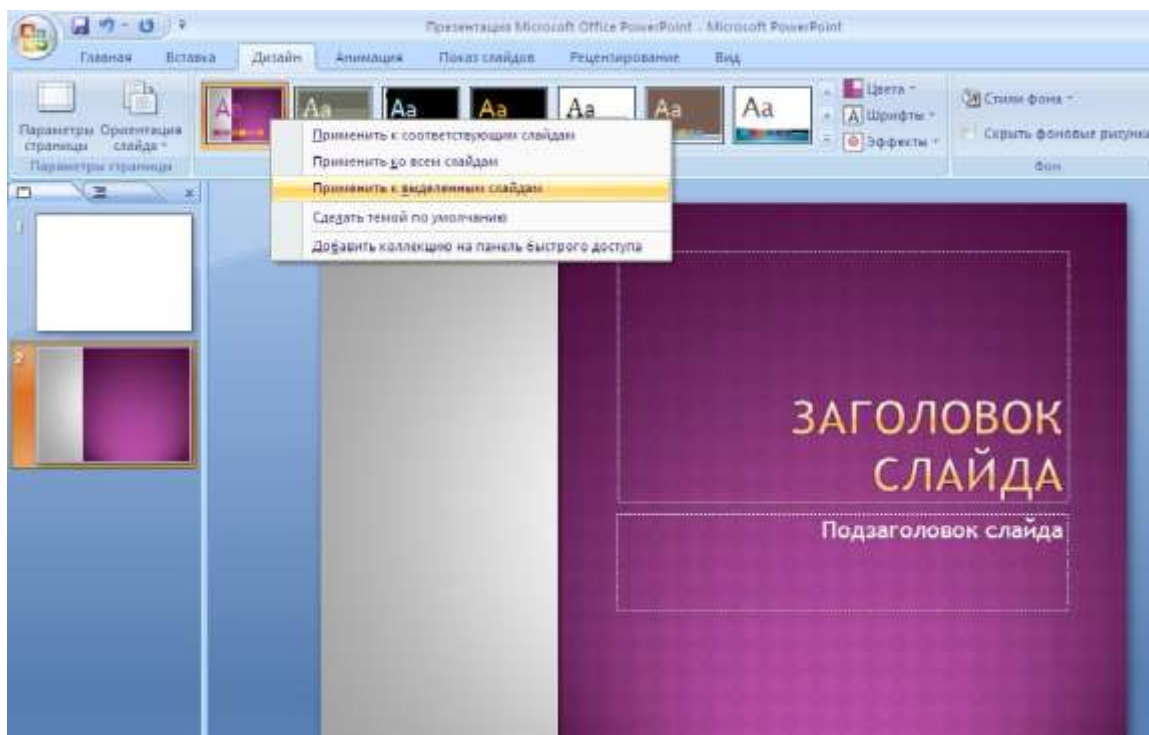 Презентация Microsoft Office PowerPoint - Microsoft PowerPoint
Главная Вставка Дизайн Анимация Показ слайдов Рецензирование Вид
Параметры страницы
Ориентация слайда
Параметры страницы
Aa Aa Aa Aa Aa Aa Aa
Цвета
Шрифты
Эффекты
Стили фона
Скрыть фоновые рисунки
Фон
Применить к соответствующим слайдам
Применить ко всем слайдам
Применить к выделенным слайдам
Сделать темой по умолчанию
Добавить коллекцию на панель быстрого доступа
1
2
ЗАГОЛОВОК
СЛАЙДА
Подзаголовок слайда